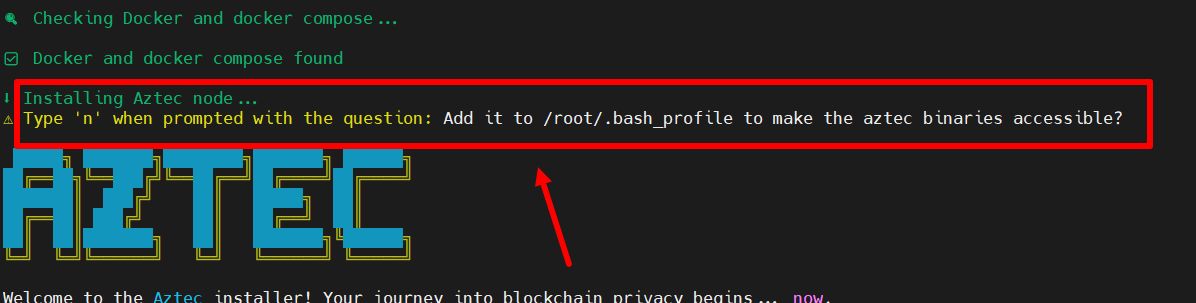 Checking Docker and docker compose...
Docker and docker compose found
Installing Aztec node...
Type 'n' when prompted with the question: Add it to /root/.bash_profile to make the aztec binaries accessible?
AZTEC
Welcome to the Aztec installer! Your journey into blockchain privacy begins... now.